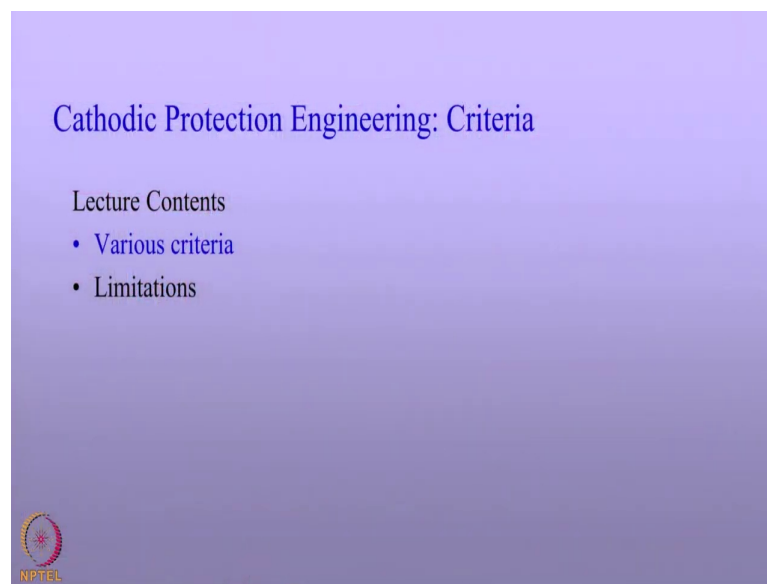 Cathodic Protection Engineering: Criteria
Lecture Contents
• Various criteria
• Limitations
NPTEL